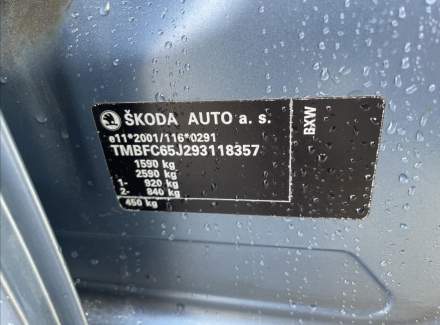 ŠKODA AUTO a. s.
e11*2001/116*0291
TMBFC65J293118357
1590 kg
2590 kg
1- 920 kg
2- 840 kg
450 kg
BXW